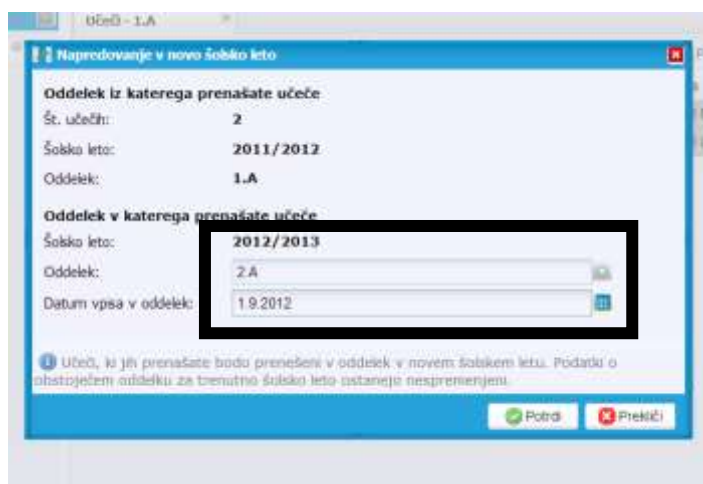 Učeči - 1.A
Napredovanje v novo šolsko leto
Oddelek iz katerega prenašate učeče
Št. učečih: 2
Šolsko leto: 2011/2012
Oddelek: 1.A
Oddelek v katerega prenašate učeče
Šolsko leto: 2012/2013
Oddelek: 2.A
Datum vpisa v oddelek: 1.9.2012
Učeči, ki jih prenašate bodo prenešeni v oddelek v novem šolskem letu. Podatki o
obstoječem oddelku za trenutno šolsko leto ostanejo nespremenjeni.
Potrdi Prekliči